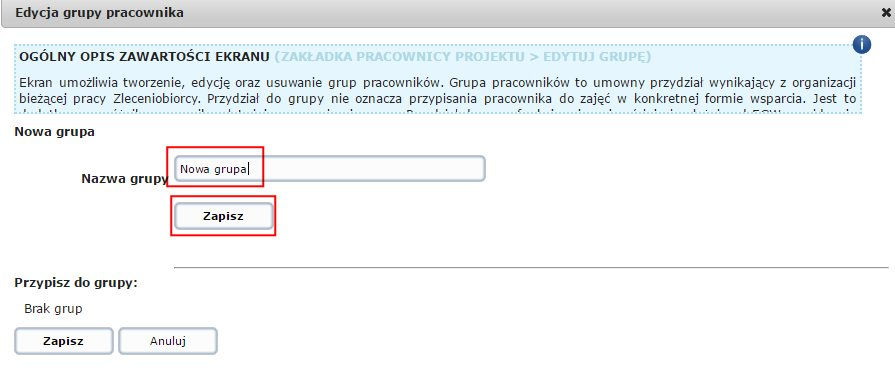 Edycja grupy pracownika
OGÓLNY OPIS ZAWARTOŚCI EKRANU (ZAKŁADKA PRACOWNICY PROJEKTU > EDYTUJ GRUPĘ)
Ekran umożliwia tworzenie, edycję oraz usuwanie grup pracowników. Grupa pracowników to umowny przydział wynikający z organizacji
bieżącej pracy Zleceniobiorcy. Przydział do grupy nie oznacza przypisania pracownika do zajęć w konkretnej formie wsparcia. Jest to
Nowa grupa
Nazwa grupy Nowa grupa
Zapisz
Przypisz do grupy:
Brak grup
Zapisz Anuluj